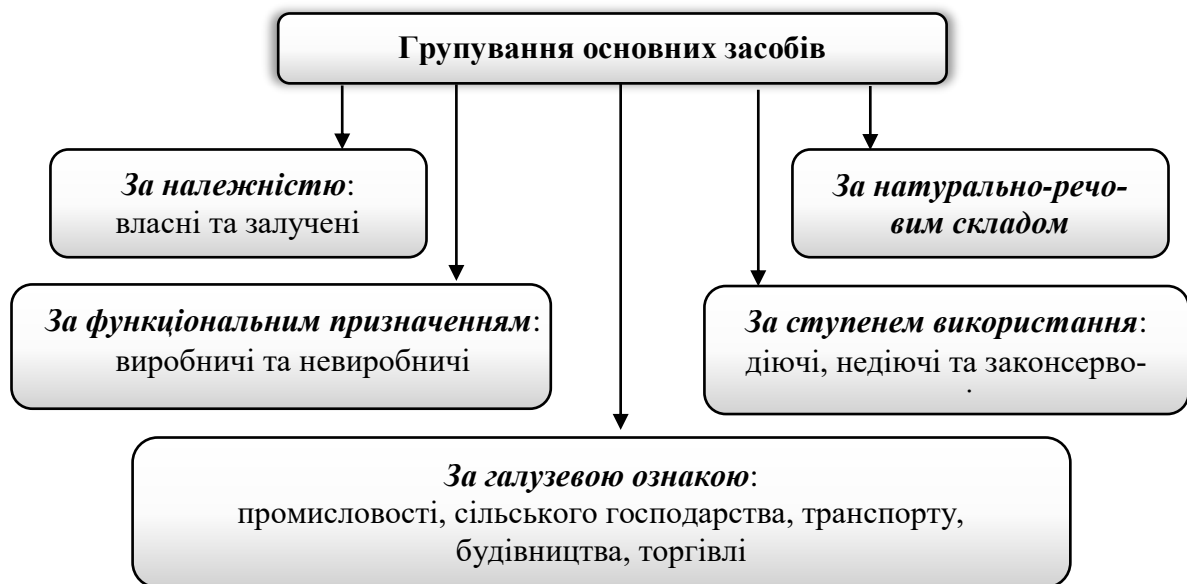 Групування основних засобів
За належністю:
власні та залучені
За натурально-речо-
вим складом
За функціональним призначенням:
виробничі та невиробничі
За ступенем використання:
діючі, недіючі та законсерво-
За галузевою ознакою:
промисловості, сільського господарства, транспорту,
будівництва, торгівлі